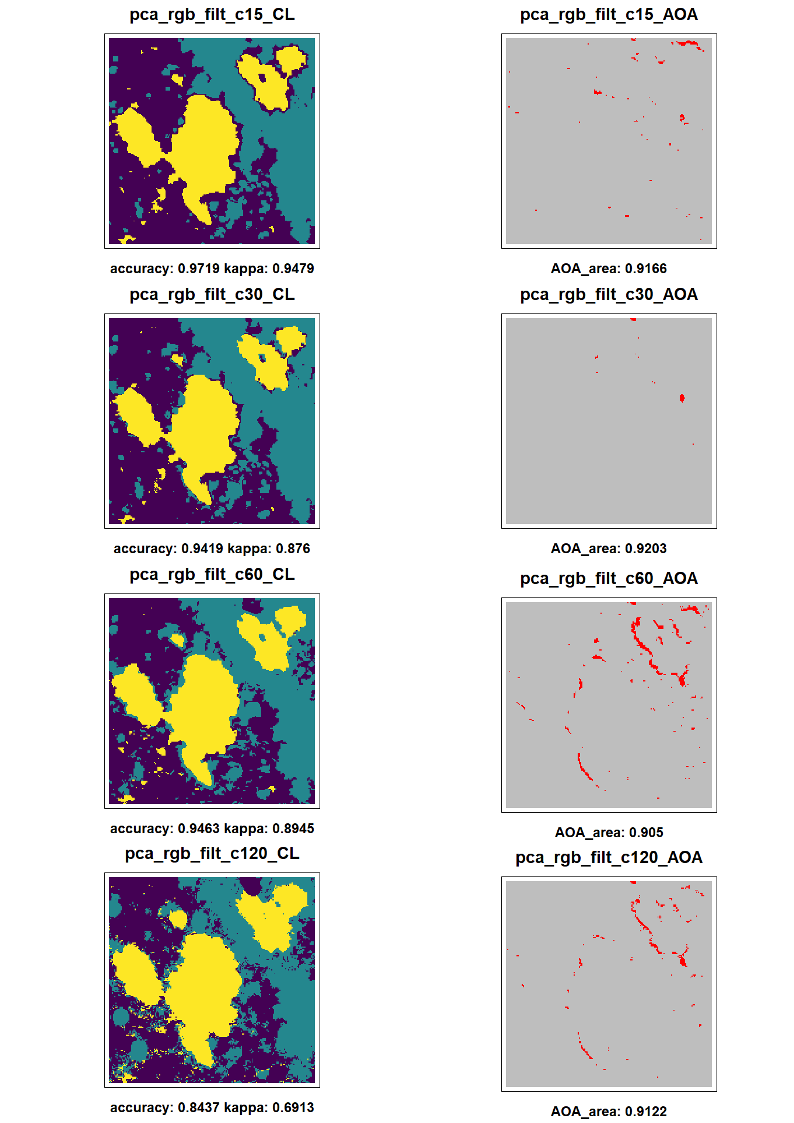 pca_rgb_filt_c15_CL
pca_rgb_filt_c15_AOA
accuracy: 0.9719 kappa: 0.9479
AOA_area: 0.9166
pca_rgb_filt_c30_CL
pca_rgb_filt_c30_AOA
accuracy: 0.9419 kappa: 0.876
AOA_area: 0.9203
pca_rgb_filt_c60_CL
pca_rgb_filt_c60_AOA
accuracy: 0.9463 kappa: 0.8945
AOA_area: 0.905
pca_rgb_filt_c120_CL
pca_rgb_filt_c120_AOA
accuracy: 0.8437 kappa: 0.6913
AOA_area: 0.9122